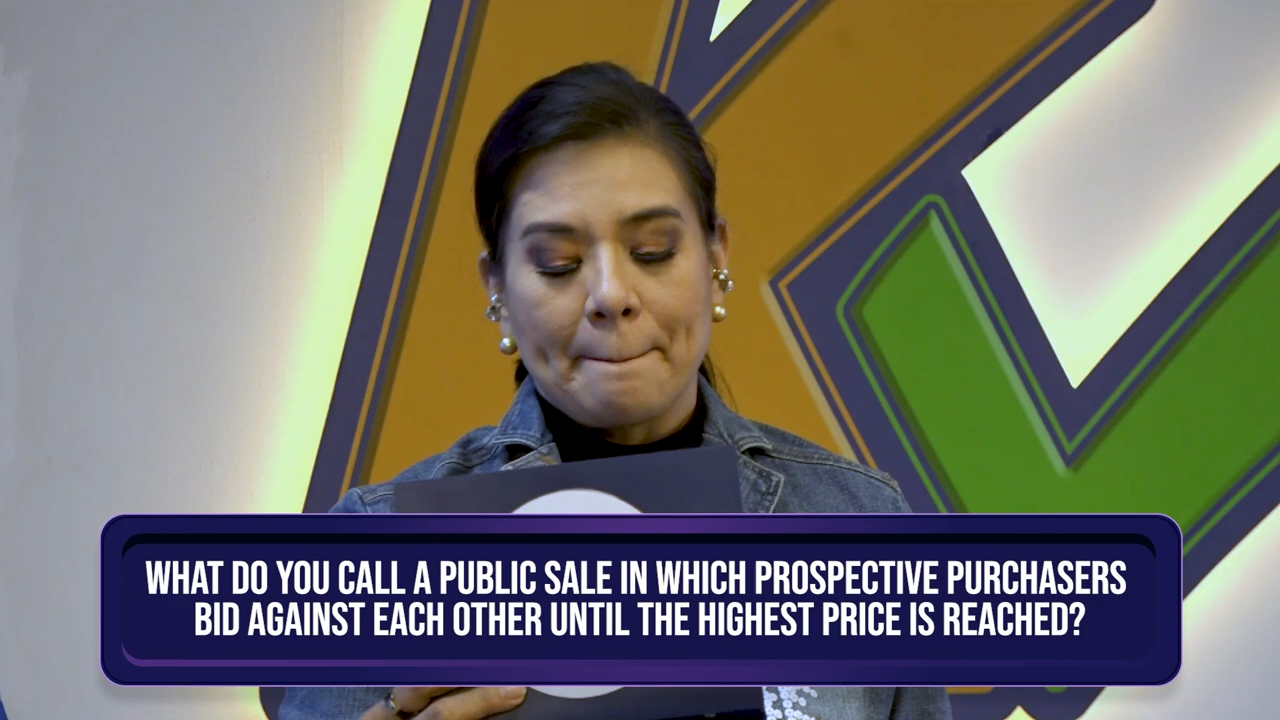 WHAT DO YOU CALL A PUBLIC SALE IN WHICH PROSPECTIVE PURCHASERS
BID AGAINST EACH OTHER UNTIL THE HIGHEST PRICE IS REACHED?